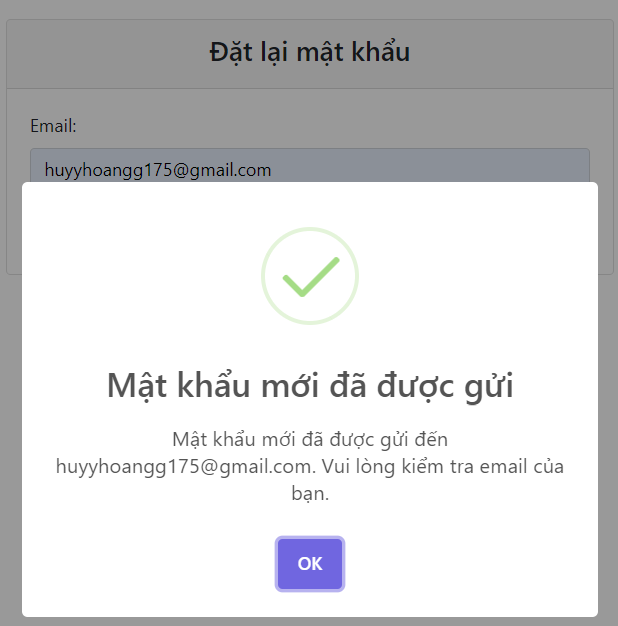 Đặt lại mật khẩu
Email:
huyyhoangg175@gmail.com
Mật khẩu mới đã được gửi
Mật khẩu mới đã được gửi đến
huyyhoangg175@gmail.com. Vui lòng kiểm tra email của
bạn.
OK